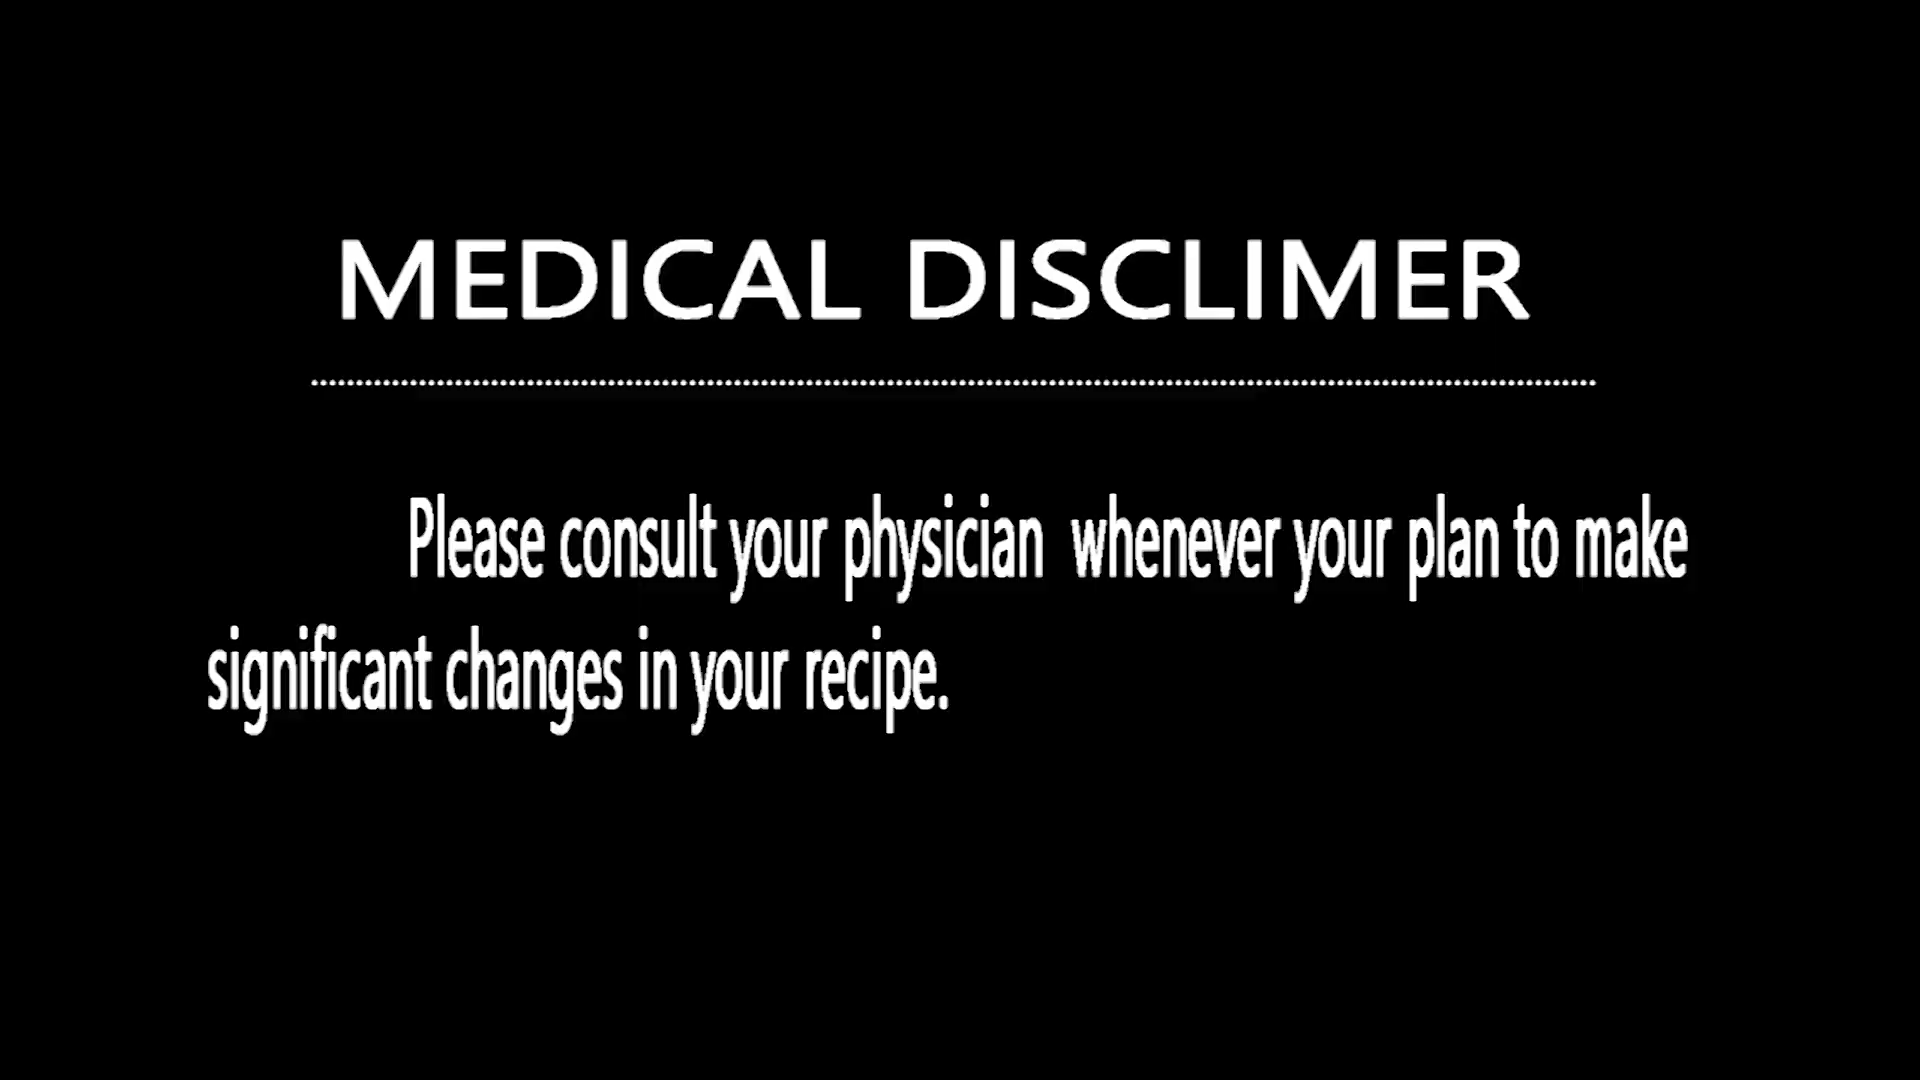 MEDICAL DISCLIMER
Please consult your physician whenever your plan to make
significant changes in your recipe.